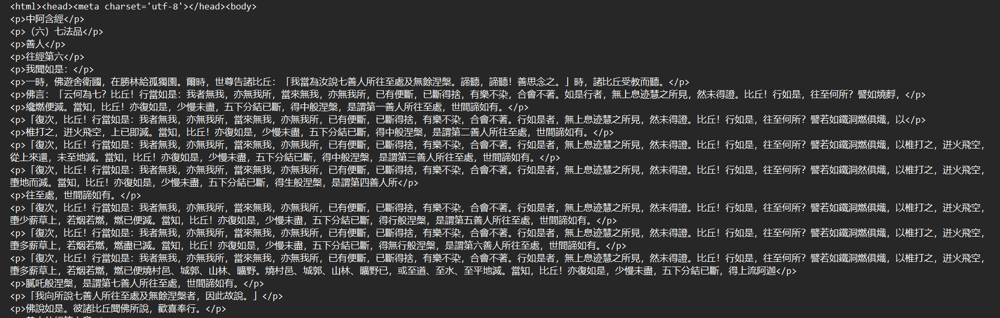 <html><head><meta charset='utf-8'></head><body>
<p>中阿含經</p>
<p>（六）七法品</p>
<p>善人</p>
<p>往經第六</p>
<p>我聞如是：</p>
<p>一時，佛遊舍衛國，在勝林給孤獨園。爾時，世尊告諸比丘：「我當為汝說七善人所往至處及無餘涅槃。諦聽，諦聽！善思念之。」時，諸比丘受教而聽。</p>
<p>佛言：「云何為七？比丘！行當如是：我者無我，亦無我所，當來無我，亦無我所，已有便斷，已斷得捨，有樂不染，合會不著。如是行者，無上息迹慧之所見，然未得證。比丘！行如是，往至何所？譬如燒麩，</p>
<p>纔燃便滅。當知，比丘！亦復如是，少慢未盡，五下分結已斷，得中般涅槃，是謂第一善人所往至處，世間諦如有。</p>
<p>「復次，比丘！行當如是：我者無我，亦無我所，當來無我，亦無我所，已有便斷，已斷得捨，有樂不染，合會不著。行如是者，無上息迹慧之所見，然未得證。比丘！行如是，往至何所？譬若如鐵洞燃俱熾，以</p>
<p>椎打之，迸火飛空，上已即滅。當知，比丘！亦復如是，少慢未盡，五下分結已斷，得中般涅槃，是謂第二善人所往至處，世間諦如有。</p>
<p>「復次，比丘！行當如是：我者無我，亦無我所，當來無我，亦無我所，已有便斷，已斷得捨，有樂不染，合會不著。行如是者，無上息迹慧之所見，然未得證。比丘！行如是，往至何所？譬若如鐵洞燃俱熾，以椎打之，迸火飛空，
從上來還，未至地滅。當知，比丘！亦復如是，少慢未盡，五下分結已斷，得中般涅槃，是謂第三善人所往至處，世間諦如有。</p>
<p>「復次，比丘！行當如是：我者無我，亦無我所，當來無我，亦無我所，已有便斷，已斷得捨，有樂不染，合會不著。行如是者，無上息迹慧之所見，然未得證。比丘！行如是，往至何所？譬若如鐵洞然俱熾，以椎打之，迸火飛空，
墮地而滅。當知，比丘！亦復如是，少慢未盡，五下分結已斷，得生般涅槃，是謂第四善人所</p>
<p>往至處，世間諦如有。</p>
<p>「復次，比丘！行當如是：我者無我，亦無我所，當來無我，亦無我所，已有便斷，已斷得捨，有樂不染，合會不著。行如是者，無上息迹慧之所見，然未得證。比丘！行如是，往至何所？譬若如鐵洞燃俱熾，以椎打之，迸火飛空，
墮少薪草上，若烟若燃，燃已便滅。當知，比丘！亦復如是，少慢未盡，五下分結已斷，得行般涅槃，是謂第五善人所往至處，世間諦如有。</p>
<p>「復次，比丘！行當如是：我者無我，亦無我所，當來無我，亦無我所，已有便斷，已斷得捨，有樂不染，合會不著。行如是者，無上息迹慧之所見，然未得證。比丘！行如是，往至何所？譬若如鐵洞燃俱熾，以椎打之，迸火飛空，
墮多薪草上，若烟若燃，燃盡已滅。當知，比丘！亦復如是，少慢未盡，五下分結已斷，得無行般涅槃，是謂第六善人所往至處，世間諦如有。</p>
<p>「復次，比丘！行當如是：我者無我，亦無我所，當來無我，亦無我所，已有便斷，已斷得捨，有樂不染，合會不著。行如是者，無上息迹慧之所見，然未得證。比丘！行如是，往至何所？譬若如鐵洞燃俱熾，以椎打之，迸火飛空，
墮多薪草上，若烟若燃，燃已便燒村邑、城郭、山林、曠野。燒村邑、城郭、山林、曠野已，或至道、至水、至平地滅。當知，比丘！亦復如是，少慢未盡，五下分結已斷，得上流阿迦</p>
<p>膩吒般涅槃，是謂第七善人所往至處，世間諦如有。</p>
<p>「我向所說七善人所往至處及無餘涅槃者，因此故說。」</p>
<p>佛說如是。彼諸比丘聞佛所說，歡喜奉行。</p>